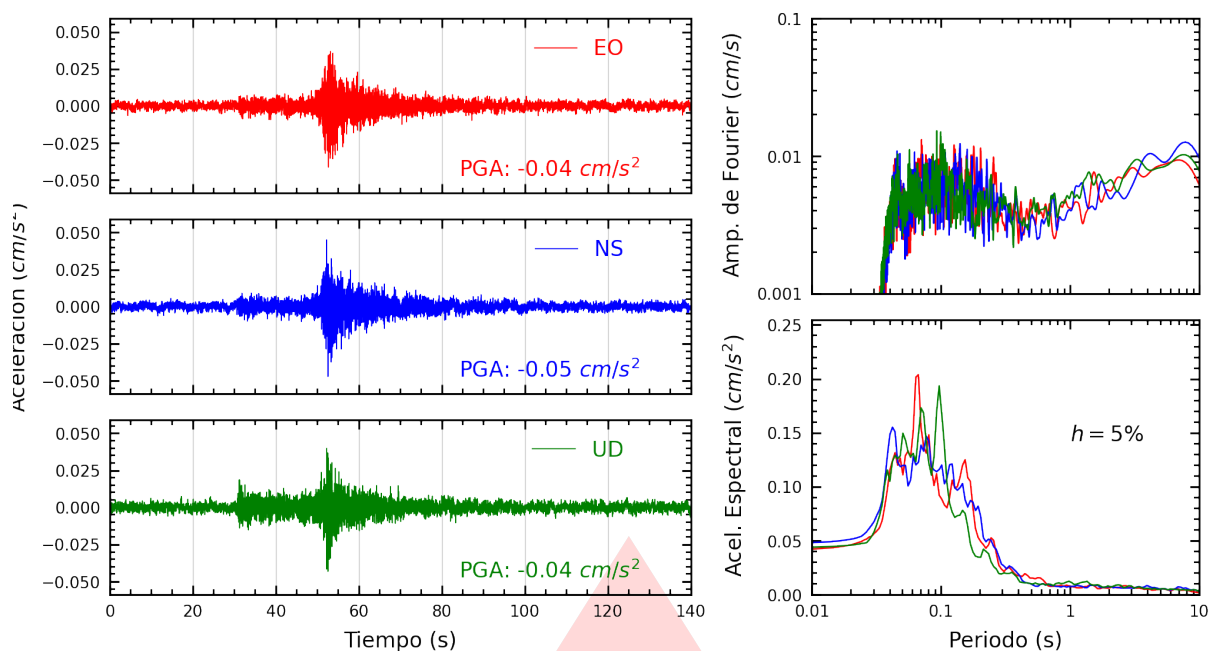 Aceleracion (cm/s²)
0.050
0.025
0.000
−0.025
−0.050
EO
PGA: -0.04 cm/s²
0.050
0.025
0.000
−0.025
−0.050
NS
PGA: -0.05 cm/s²
0.050
0.025
0.000
−0.025
−0.050
UD
PGA: -0.04 cm/s²
0 20 40 60 80 100 120 140
Tiempo (s)
Amp. de Fourier (cm/s)
0.1
0.01
0.001
Acel. Espectral (cm/s²)
0.25
0.20
0.15
0.10
0.05
0.00
h = 5%
0.01 0.1 1 10
Periodo (s)